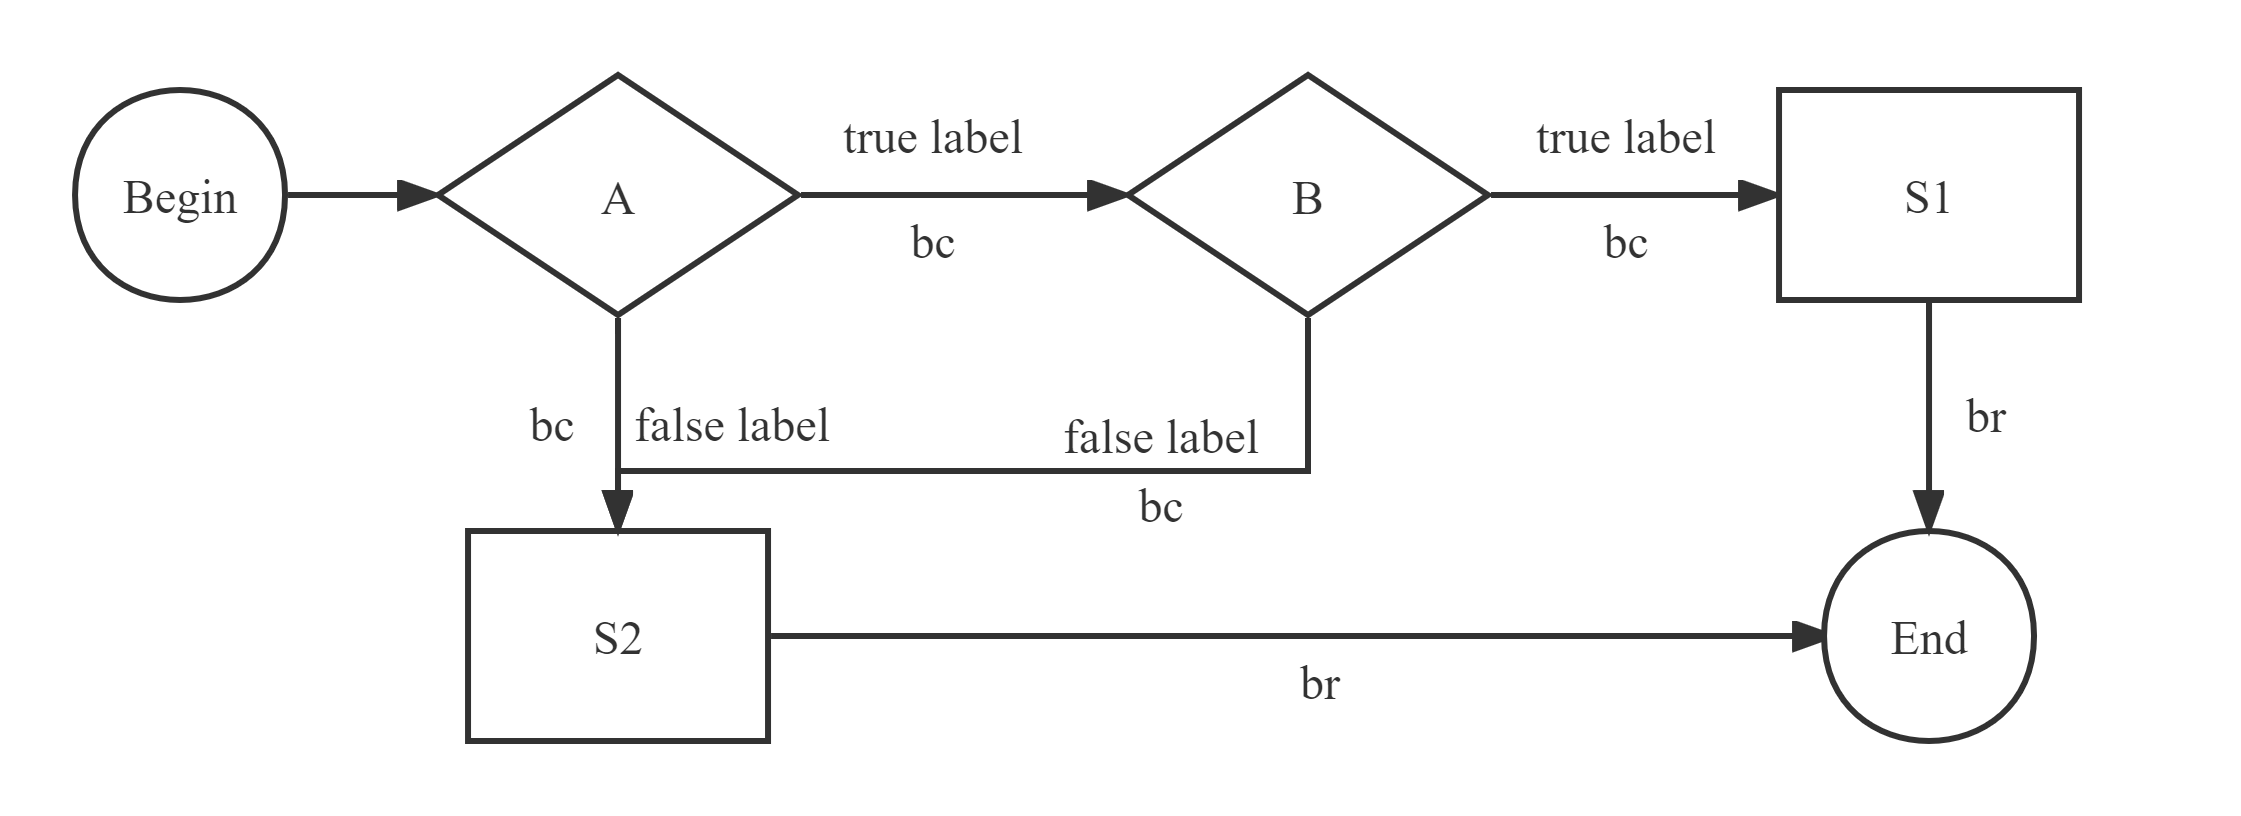 Begin
A
true label
bc
B
true label
bc
S1
bc
false label
false label
bc
br
S2
br
End